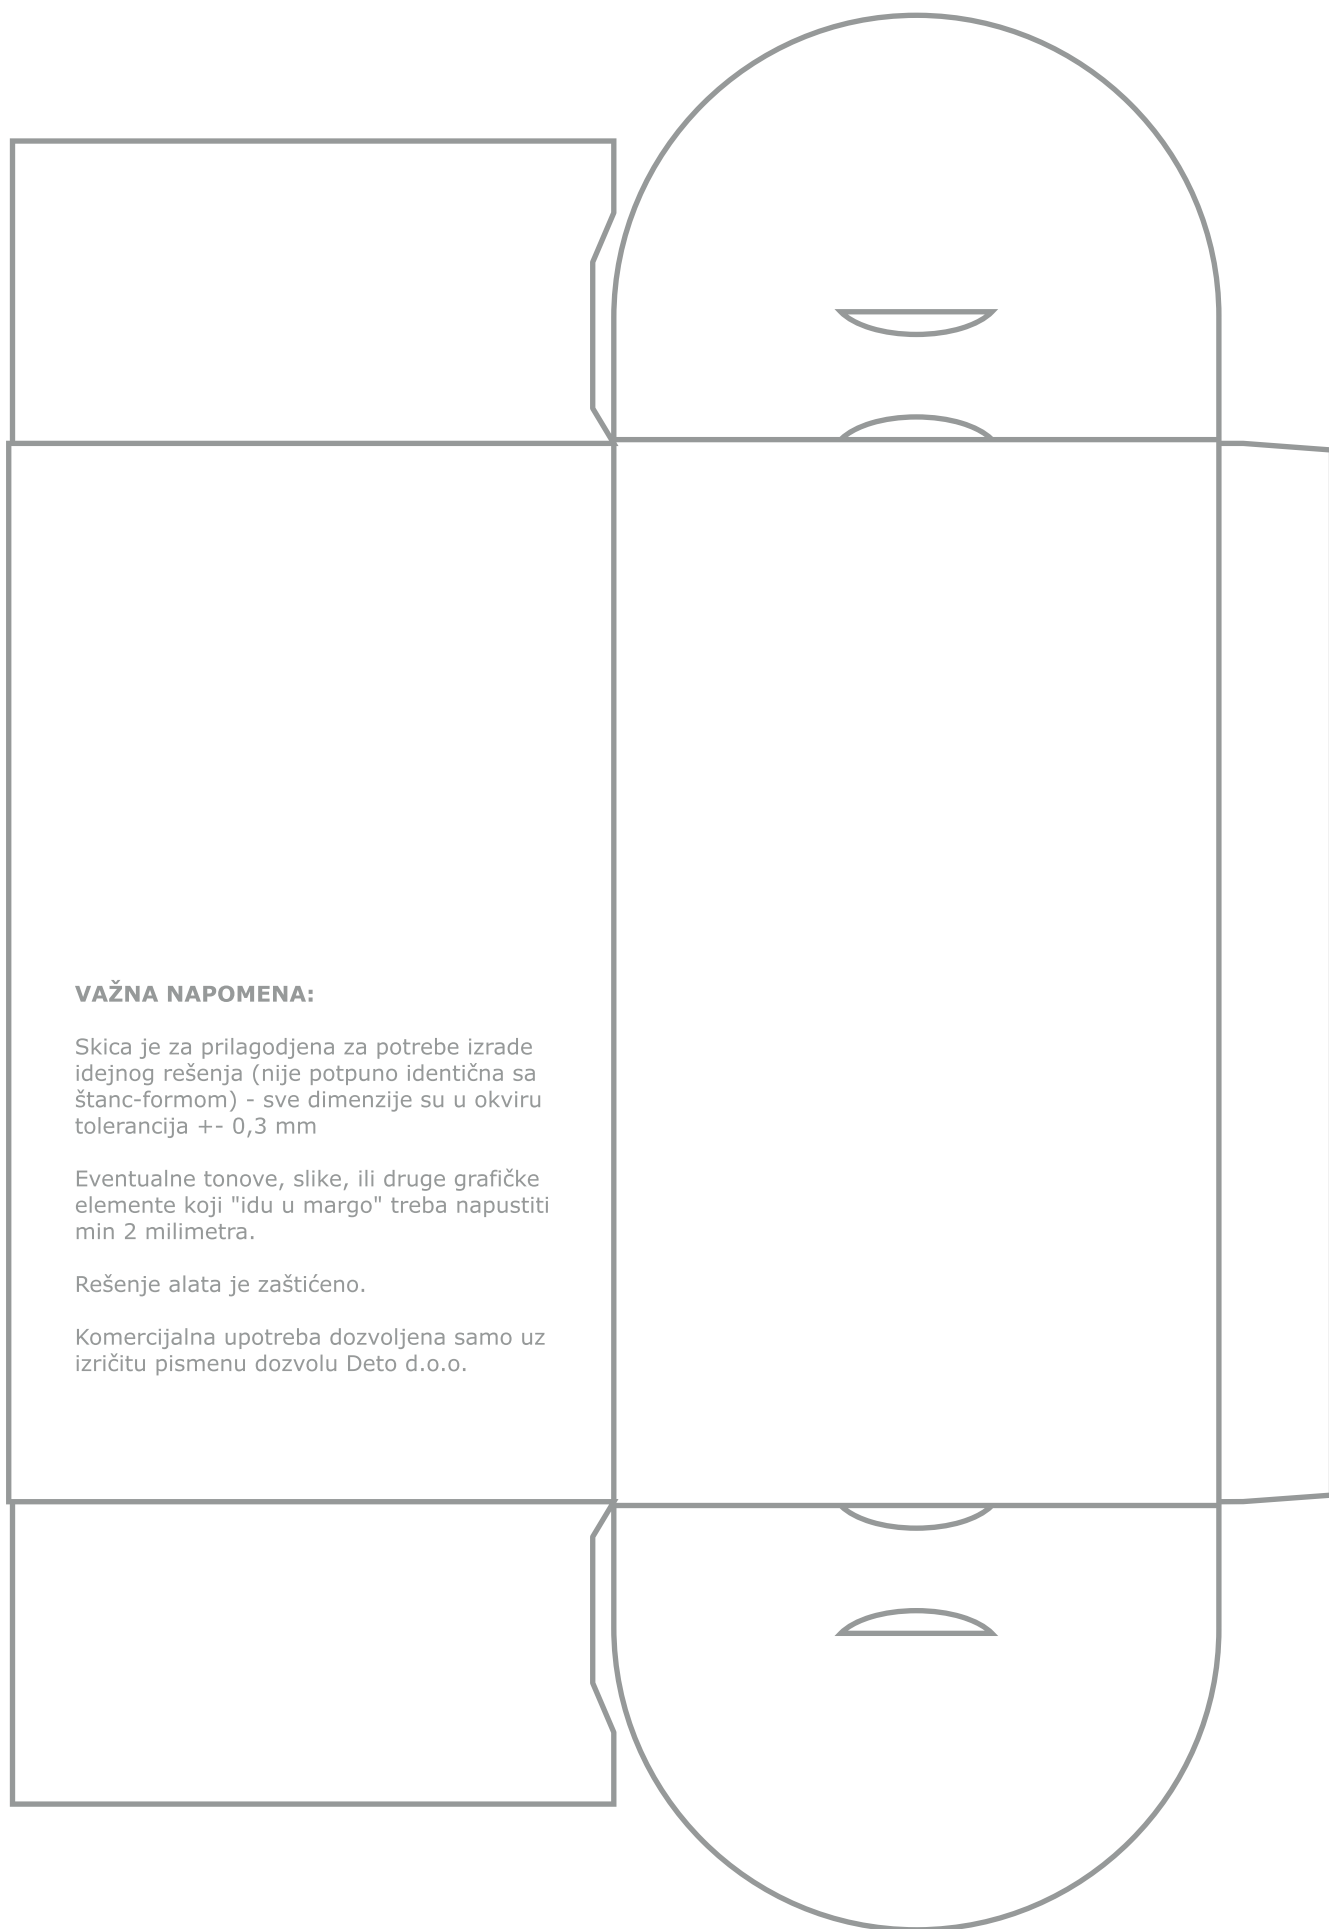 VAŽNA NAPOMENA:
Skica je za prilagodjena za potrebe izrade
idejnog rešenja (nije potpuno identična sa
štanc-formom) - sve dimenzije su u okviru
tolerancija +- 0,3 mm
Eventualne tonove, slike, ili druge grafičke
elemente koji "idu u margo" treba napustiti
min 2 milimetra.
Rešenje alata je zaštićeno.
Komercijalna upotreba dozvoljena samo uz
izričitu pismenu dozvolu Deto d.o.o.